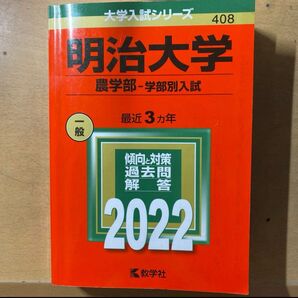 大学入試シリーズ
408
明治大学
農学部-学部別入試
一般
最近3カ年
傾向と対策
過去問
解答
2022
教学社